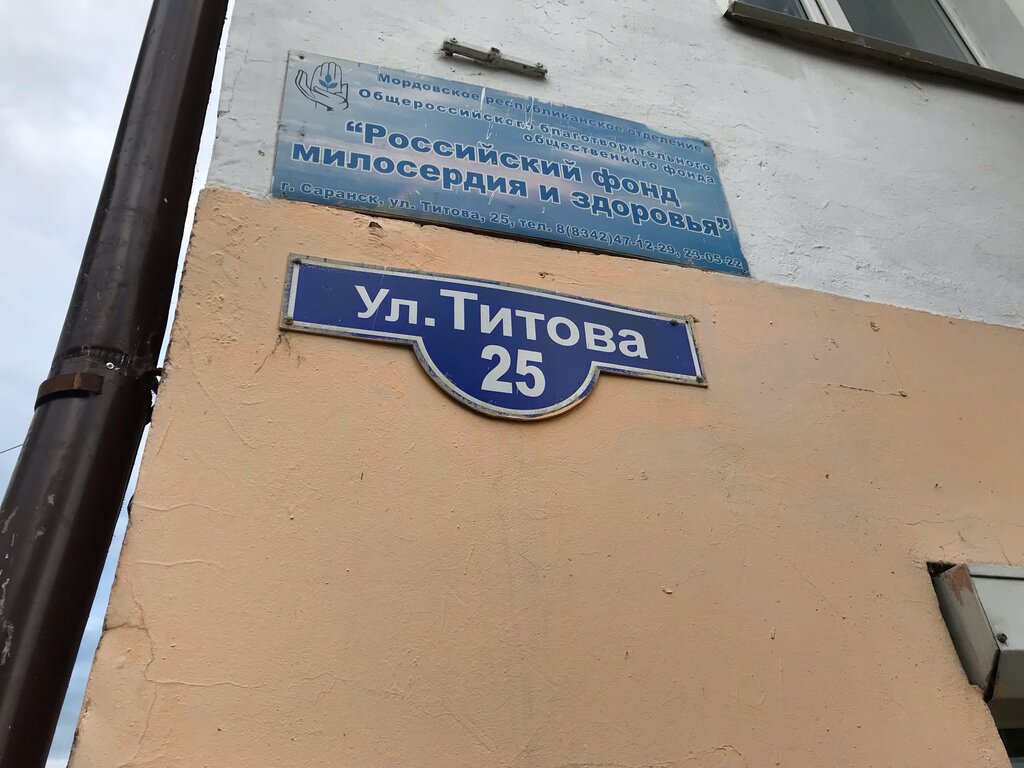 Мордовское республиканское отделение
Общероссийского благотворительного
общественного фонда
“Российский фонд
милосердия и здоровья”
г. Саранск, ул. Титова, 25, тел. 8(8342)47-12-29, 23-05-22
Ул.Титова
25